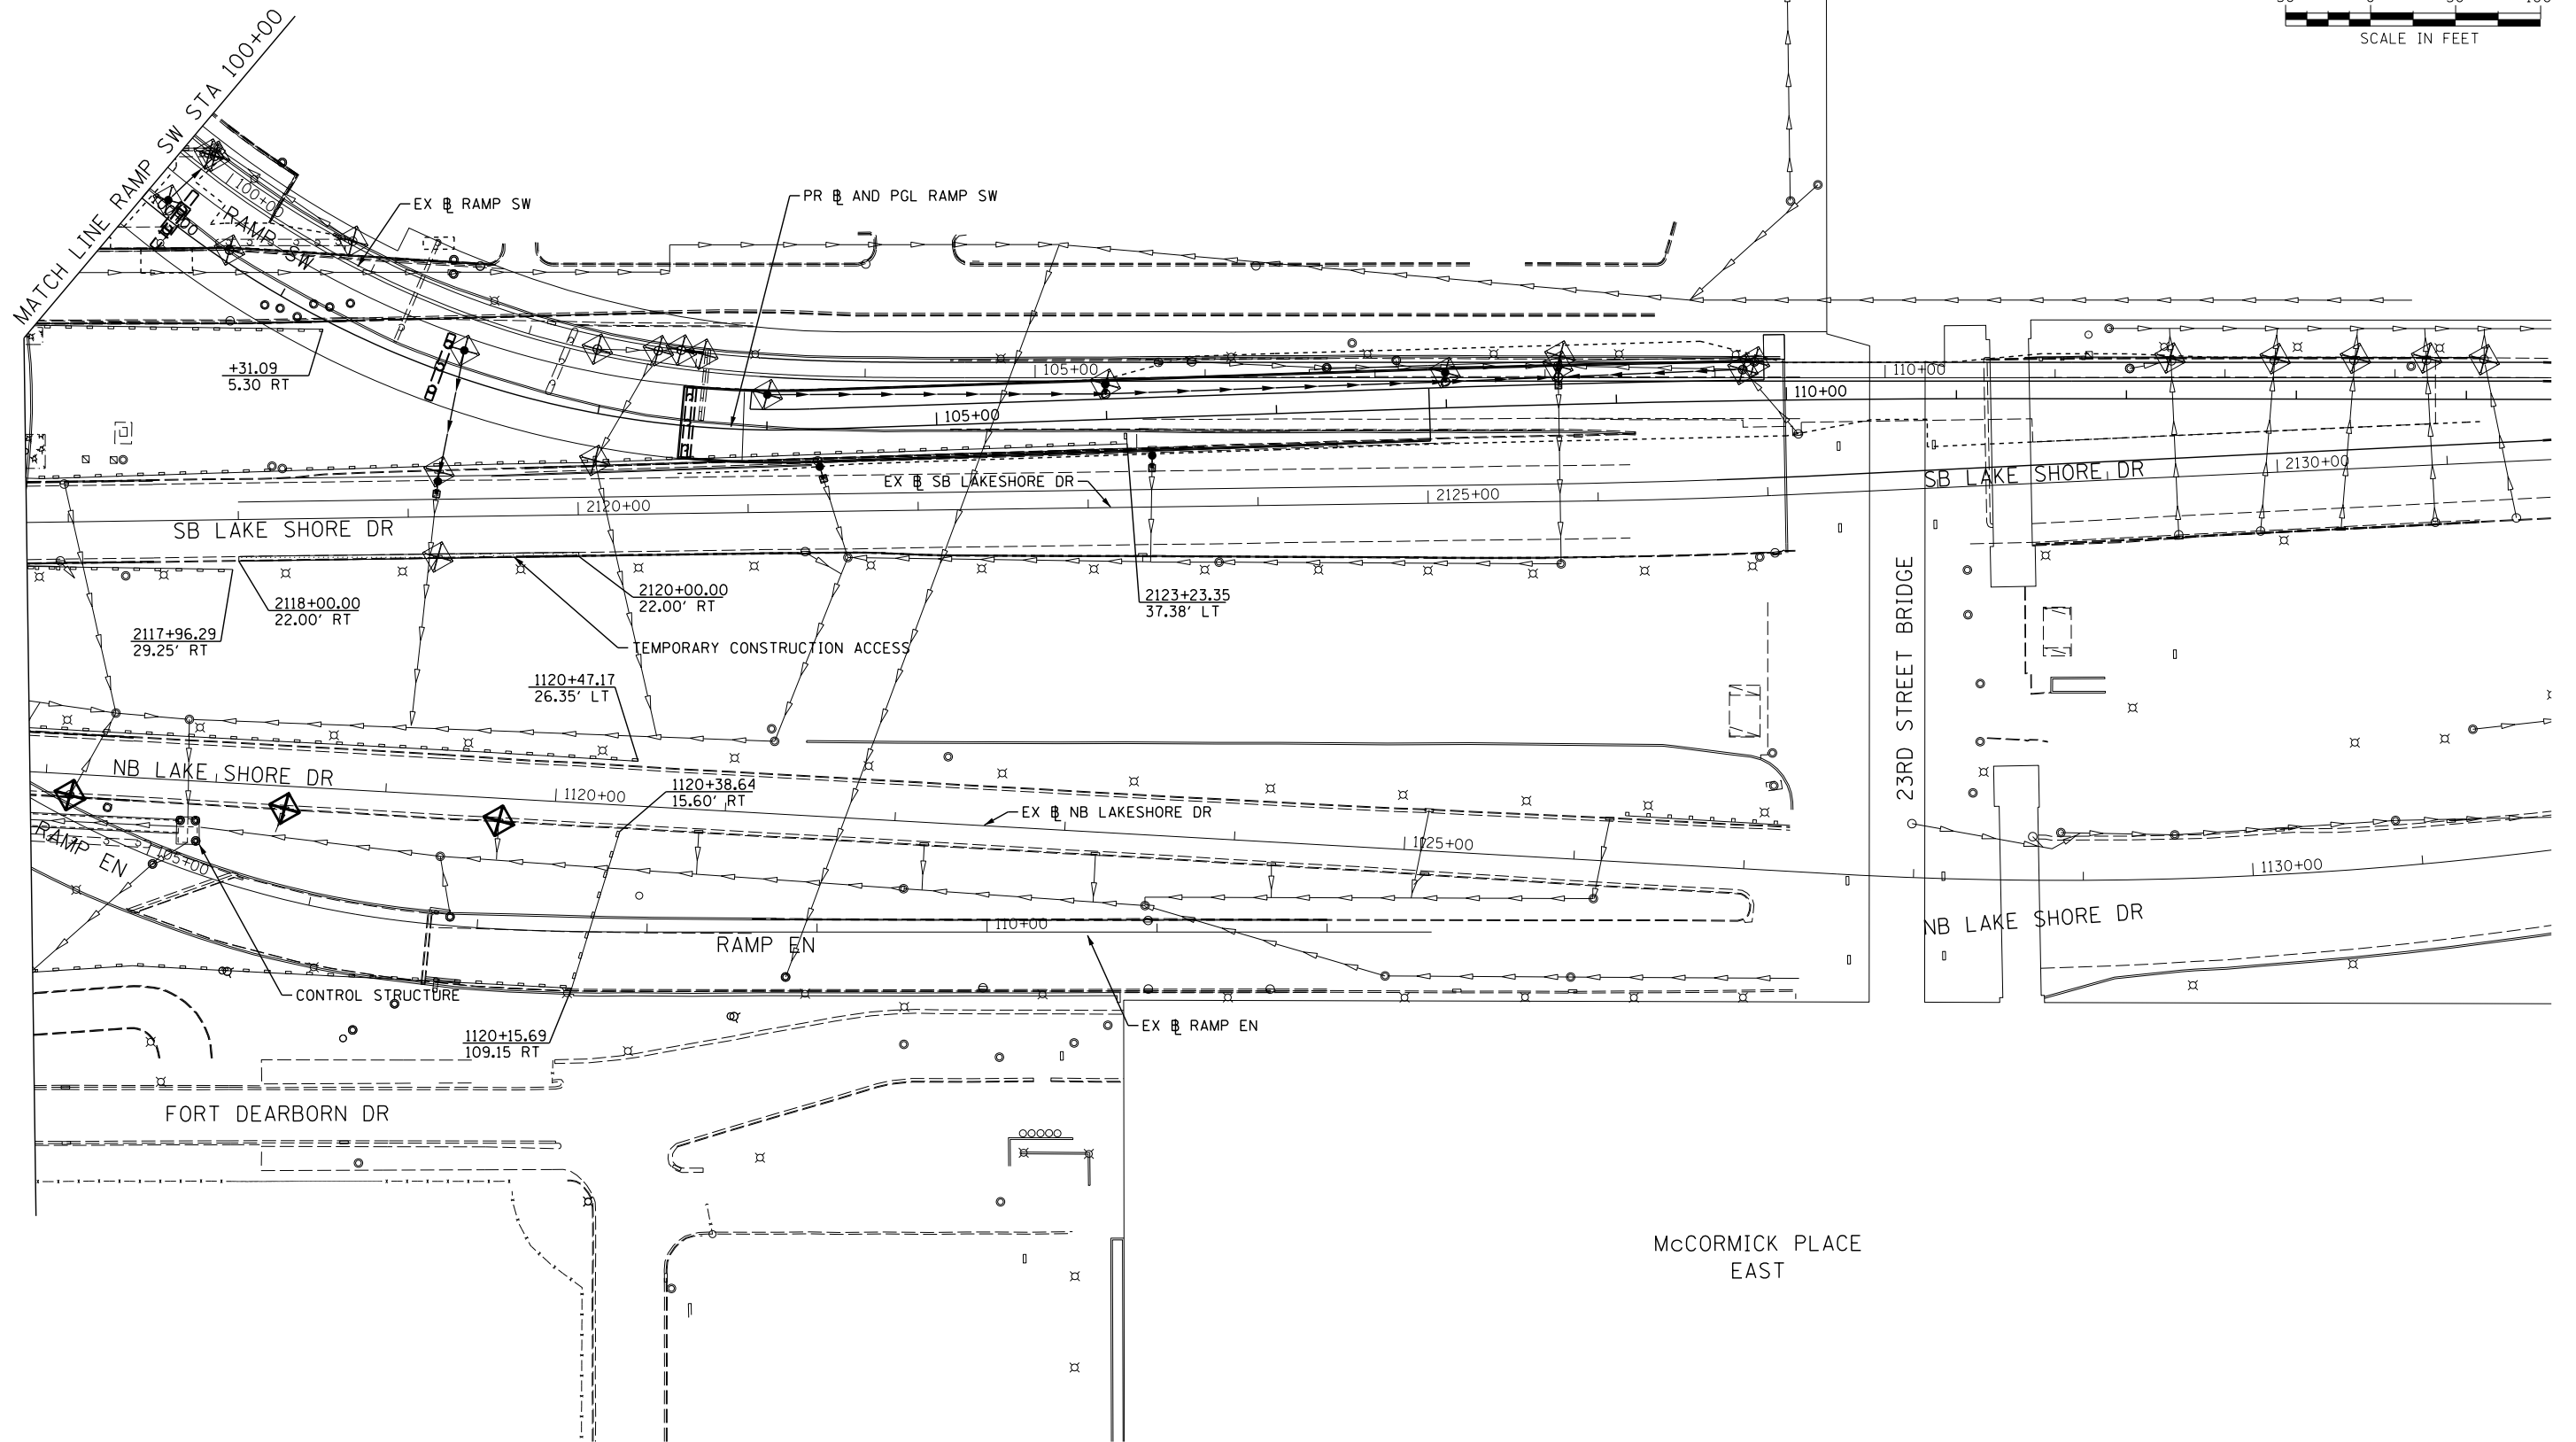 50 0 50 100
SCALE IN FEET
MATCH LINE RAMP SW STA 100+00
100+00
RAMP SW
EX ℄ RAMP SW
PR ℄ AND PGL RAMP SW
+31.09
5.30 RT
105+00
110+00
105+00
110+00
EX ℄ SB LAKESHORE DR
2120+00
2125+00
2130+00
SB LAKE SHORE DR
SB LAKE SHORE DR
2118+00.00
22.00' RT
2120+00.00
22.00' RT
2123+23.35
37.38' LT
2117+96.29
29.25' RT
TEMPORARY CONSTRUCTION ACCESS
1120+47.17
26.35' LT
23RD STREET BRIDGE
NB LAKE SHORE DR
1120+38.64
15.60' RT
1120+00
EX ℄ NB LAKESHORE DR
1125+00
1130+00
RAMP EN
105+00
110+00
RAMP EN
NB LAKE SHORE DR
CONTROL STRUCTURE
1120+15.69
109.15 RT
EX ℄ RAMP EN
FORT DEARBORN DR
McCORMICK PLACE
EAST